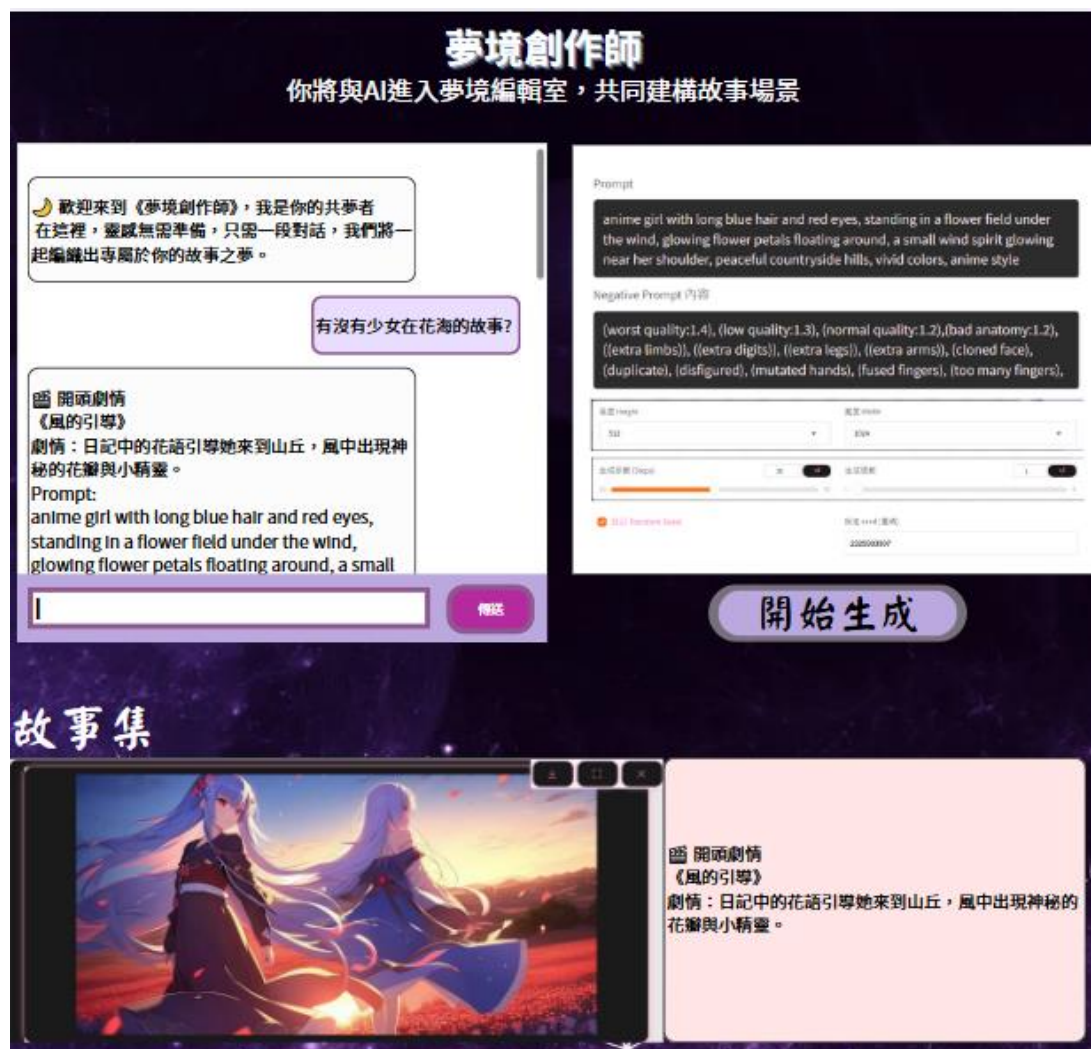 夢境創作師
你將與AI進入夢境編輯室，共同建構故事場景
🌙 歡迎來到《夢境創作師》，我是你的共夢者
在這裡，靈感無需準備，只需一段對話，我們將一
起編織出專屬於你的故事之夢。
有沒有少女在花海的故事?
🎬 開頭劇情
《風的引導》
劇情：日記中的花語引導她來到山丘，風中出現神
秘的花瓣與小精靈。
Prompt:
anime girl with long blue hair and red eyes,
standing in a flower field under the wind,
glowing flower petals floating around, a small
傳送
Prompt
anime girl with long blue hair and red eyes, standing in a flower field under
the wind, glowing flower petals floating around, a small wind spirit glowing
near her shoulder, peaceful countryside hills, vivid colors, anime style
Negative Prompt 內容
(worst quality:1.4), (low quality:1.3), (normal quality:1.2),(bad anatomy:1.2),
((extra limbs)), ((extra digits)), ((extra legs)), ((extra arms)), (cloned face),
(duplicate), (disfigured), (mutated hands), (fused fingers), (too many fingers),
高度 Height
寬度 Width
512
1024
開始生成
故事集
🎬 開頭劇情
《風的引導》
劇情：日記中的花語引導她來到山丘，風中出現神秘的
花瓣與小精靈。